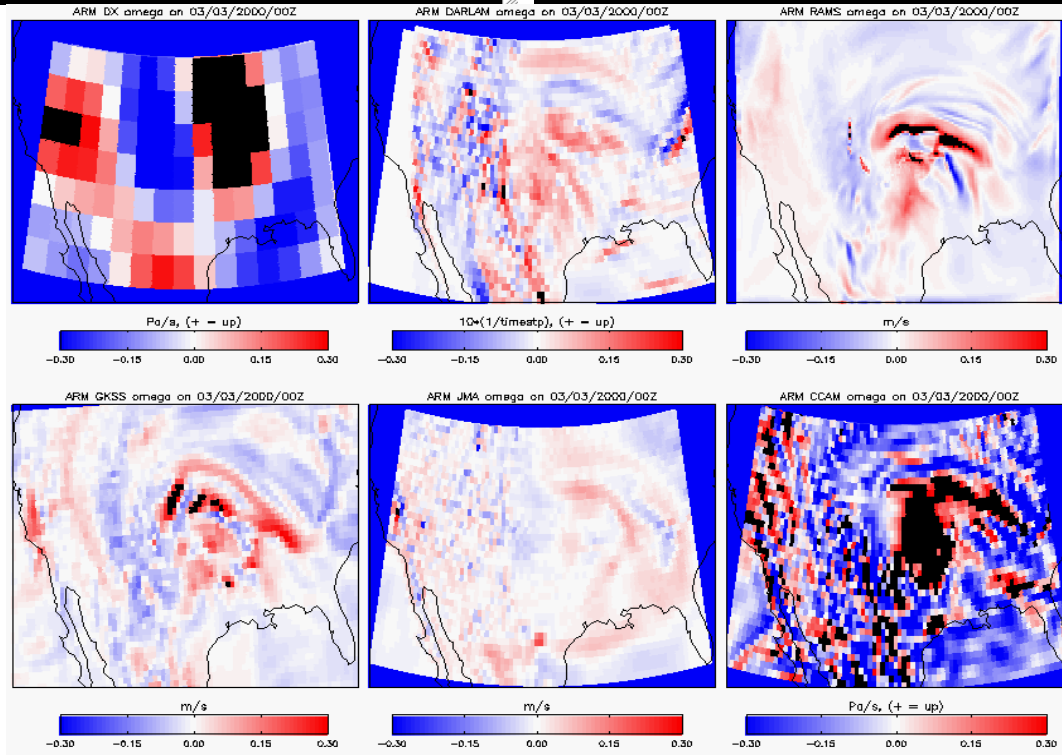 ARM DX omega on 03/03/2000/00Z
ARM DARLAM omega on 03/03/2000/00Z
ARM RAMS omega on 03/03/2000/00Z
Pa/s, (+ = up)
10*(1/timestp), (+ = up)
m/s
-0.30 -0.15 0.00 0.15 0.30
-0.30 -0.15 0.00 0.15 0.30
-0.30 -0.15 0.00 0.15 0.30
ARM GKSS omega on 03/03/2000/00Z
ARM JMA omega on 03/03/2000/00Z
ARM CCAM omega on 03/03/2000/00Z
m/s
m/s
Pa/s, (+ = up)
-0.30 -0.15 0.00 0.15 0.30
-0.30 -0.15 0.00 0.15 0.30
-0.30 -0.15 0.00 0.15 0.30